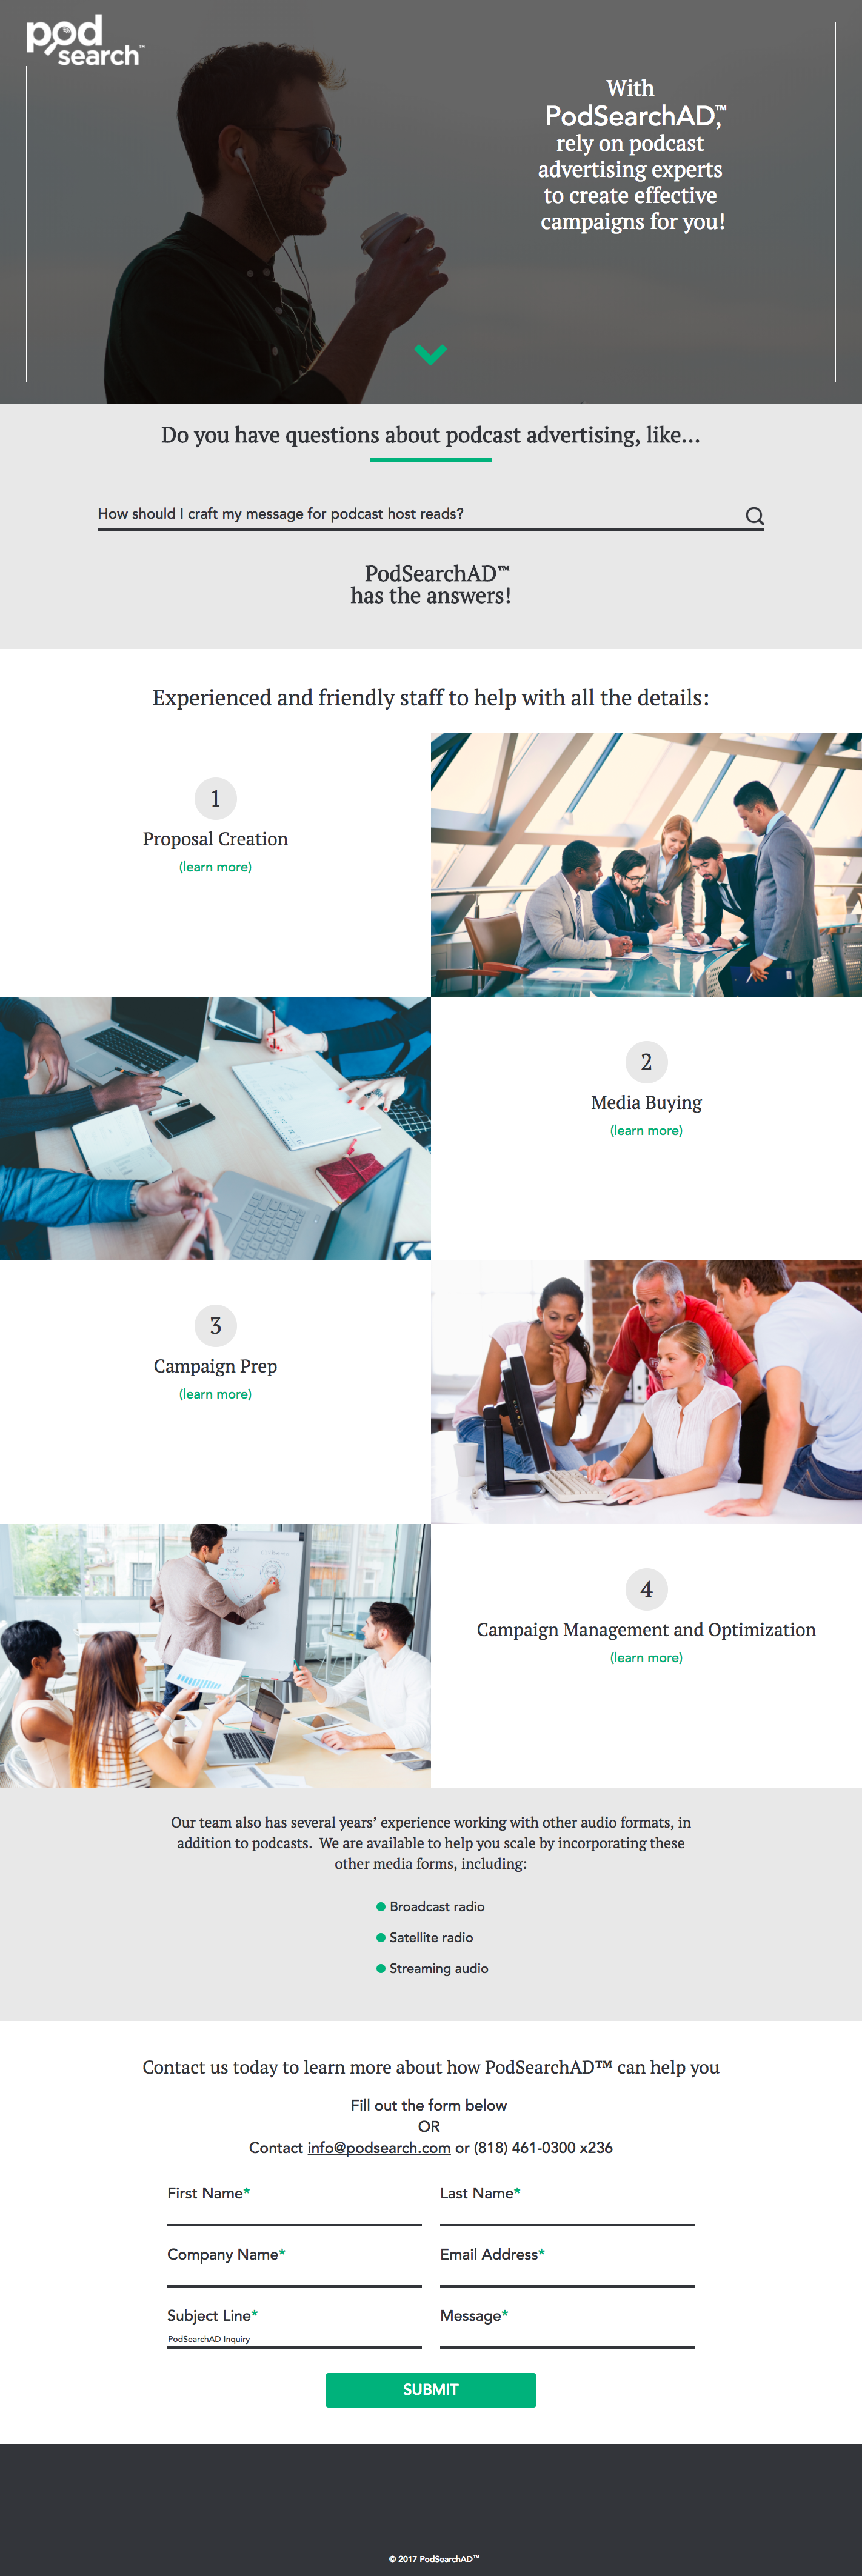 pod
search™
With
PodSearchAD,™
rely on podcast
advertising experts
to create effective
campaigns for you!
Do you have questions about podcast advertising, like...
How should I craft my message for podcast host reads?
PodSearchAD™
has the answers!
Experienced and friendly staff to help with all the details:
1
Proposal Creation
(learn more)
2
Media Buying
(learn more)
3
Campaign Prep
(learn more)
4
Campaign Management and Optimization
(learn more)
Our team also has several years’ experience working with other audio formats, in
addition to podcasts. We are available to help you scale by incorporating these
other media forms, including:
Broadcast radio
Satellite radio
Streaming audio
Contact us today to learn more about how PodSearchAD™ can help you
Fill out the form below
OR
Contact info@podsearch.com or (818) 461-0300 x236
First Name* Last Name*
Company Name* Email Address*
Subject Line* Message*
PodSearchAD Inquiry
SUBMIT
© 2017 PodSearchAD™